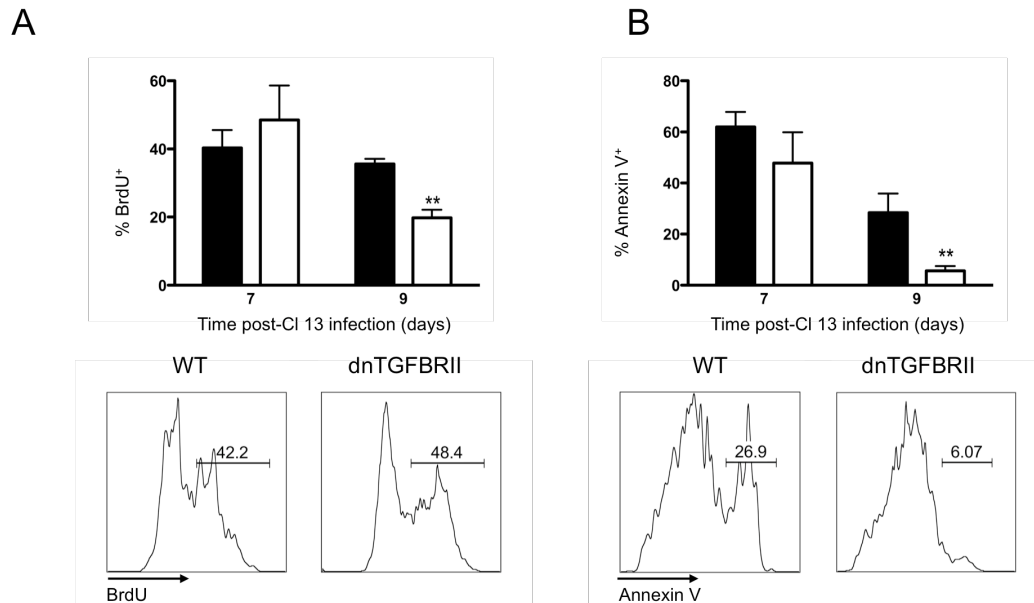 A
B
60
40
20
0
% BrdU+
**
7
9
Time post-Cl 13 infection (days)
80
60
40
20
0
% Annexin V+
**
7
9
Time post-Cl 13 infection (days)
WT
dnTGFBRII
42.2
48.4
BrdU
WT
dnTGFBRII
26.9
6.07
Annexin V